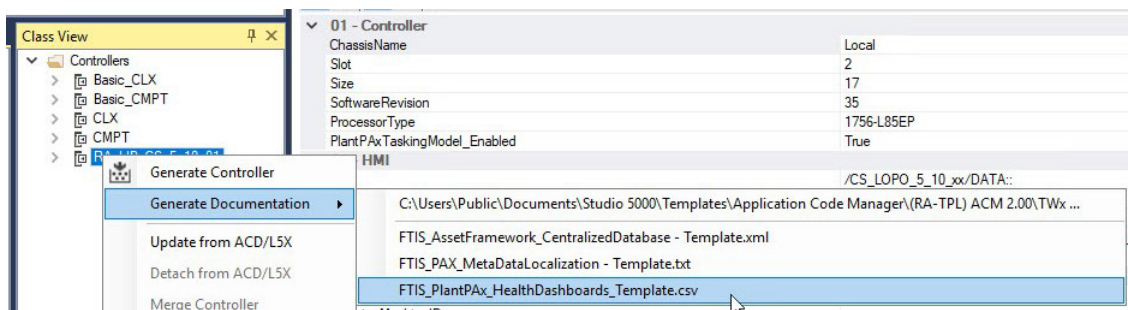 Class View
Controllers
Basic_CLX
Basic_CMPT
CLX
CMPT
01 - Controller
ChassisName Local
Slot 2
Size 17
SoftwareRevision 35
ProcessorType 1756-L85EP
PlantPAxTaskingModel_Enabled True
HMI
/CS_LOPO_5_10_xx/DATA::
Generate Controller
Generate Documentation
Update from ACD/L5X
Detach from ACD/L5X
Merge Controller
C:\Users\Public\Documents\Studio 5000\Templates\Application Code Manager\(RA-TPL) ACM 2.00\TWx ...
FTIS_AssetFramework_CentralizedDatabase - Template.xml
FTIS_PAX_MetaDataLocalization - Template.txt
FTIS_PlantPAx_HealthDashboards_Template.csv